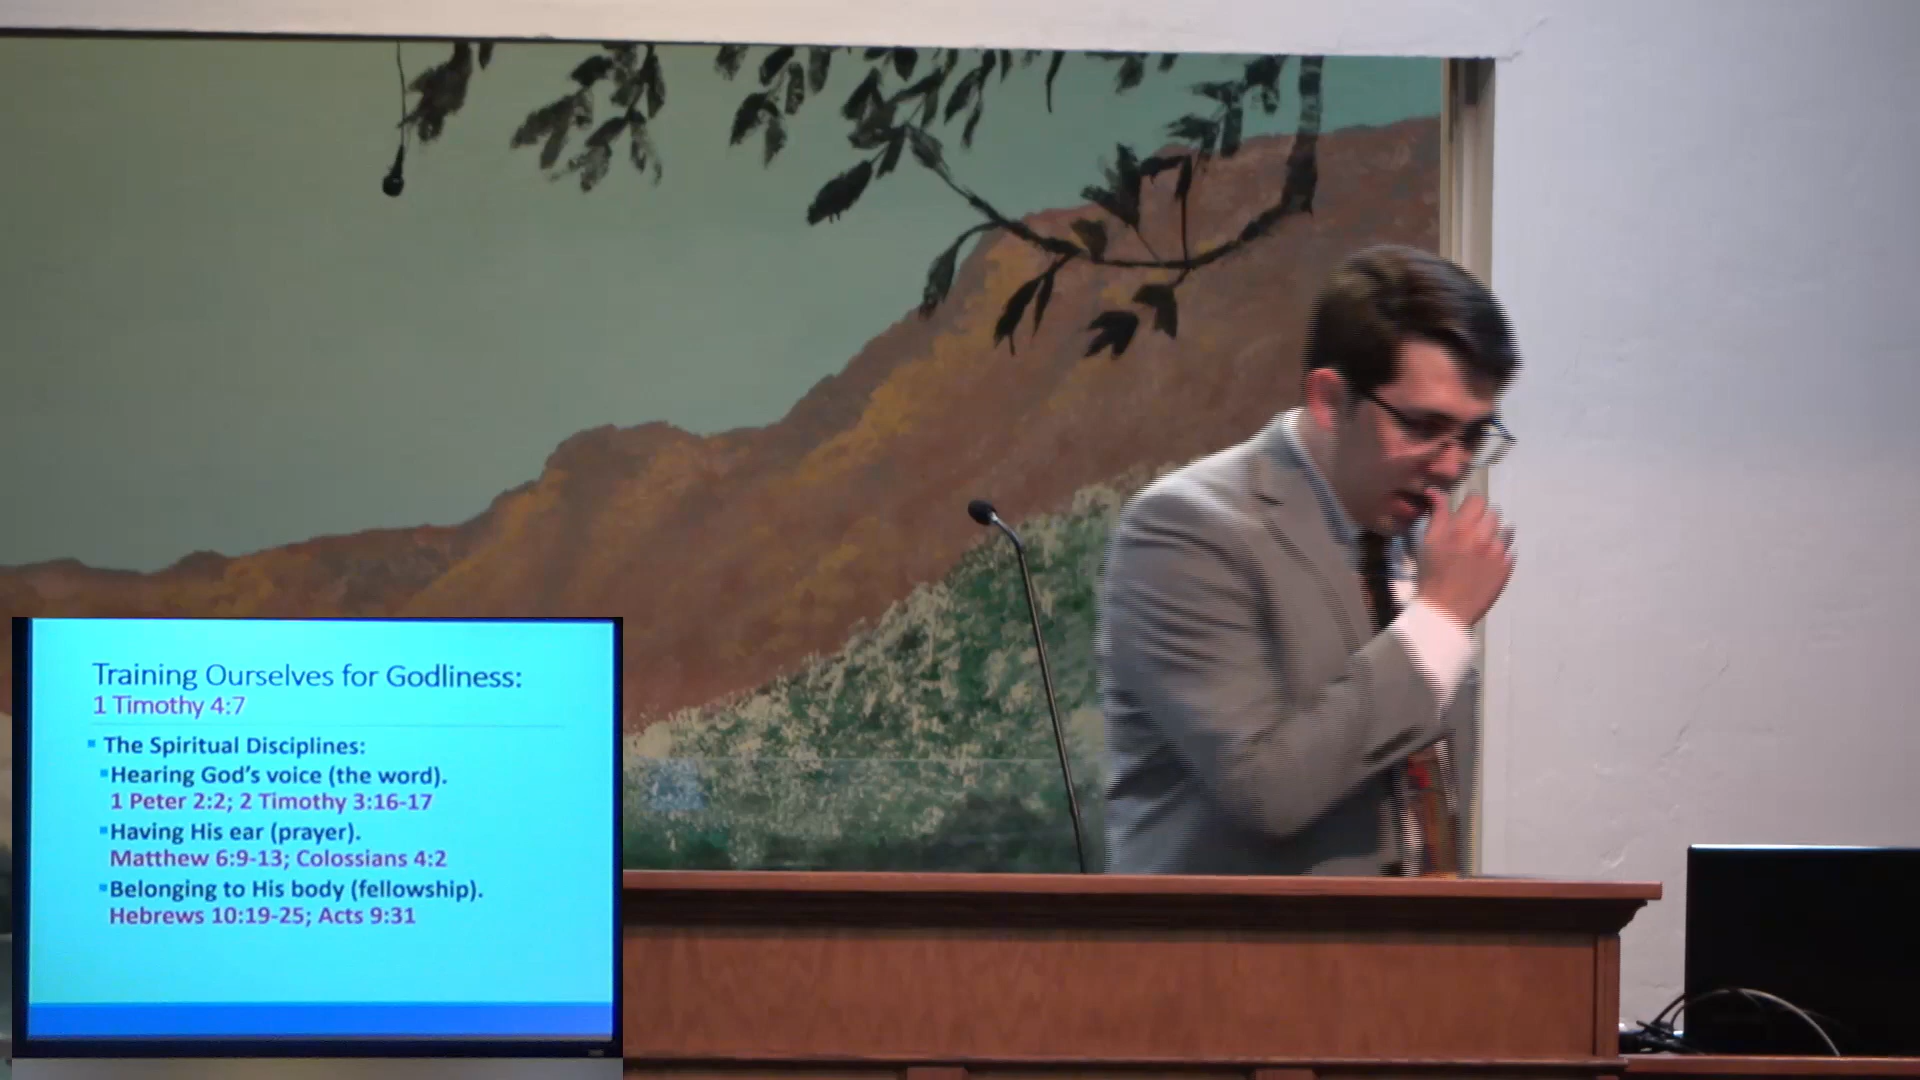 Training Ourselves for Godliness:
1 Timothy 4:7
The Spiritual Disciplines:
Hearing God's voice (the word).
1 Peter 2:2; 2 Timothy 3:16-17
Having His ear (prayer).
Matthew 6:9-13; Colossians 4:2
Belonging to His body (fellowship).
Hebrews 10:19-25; Acts 9:31